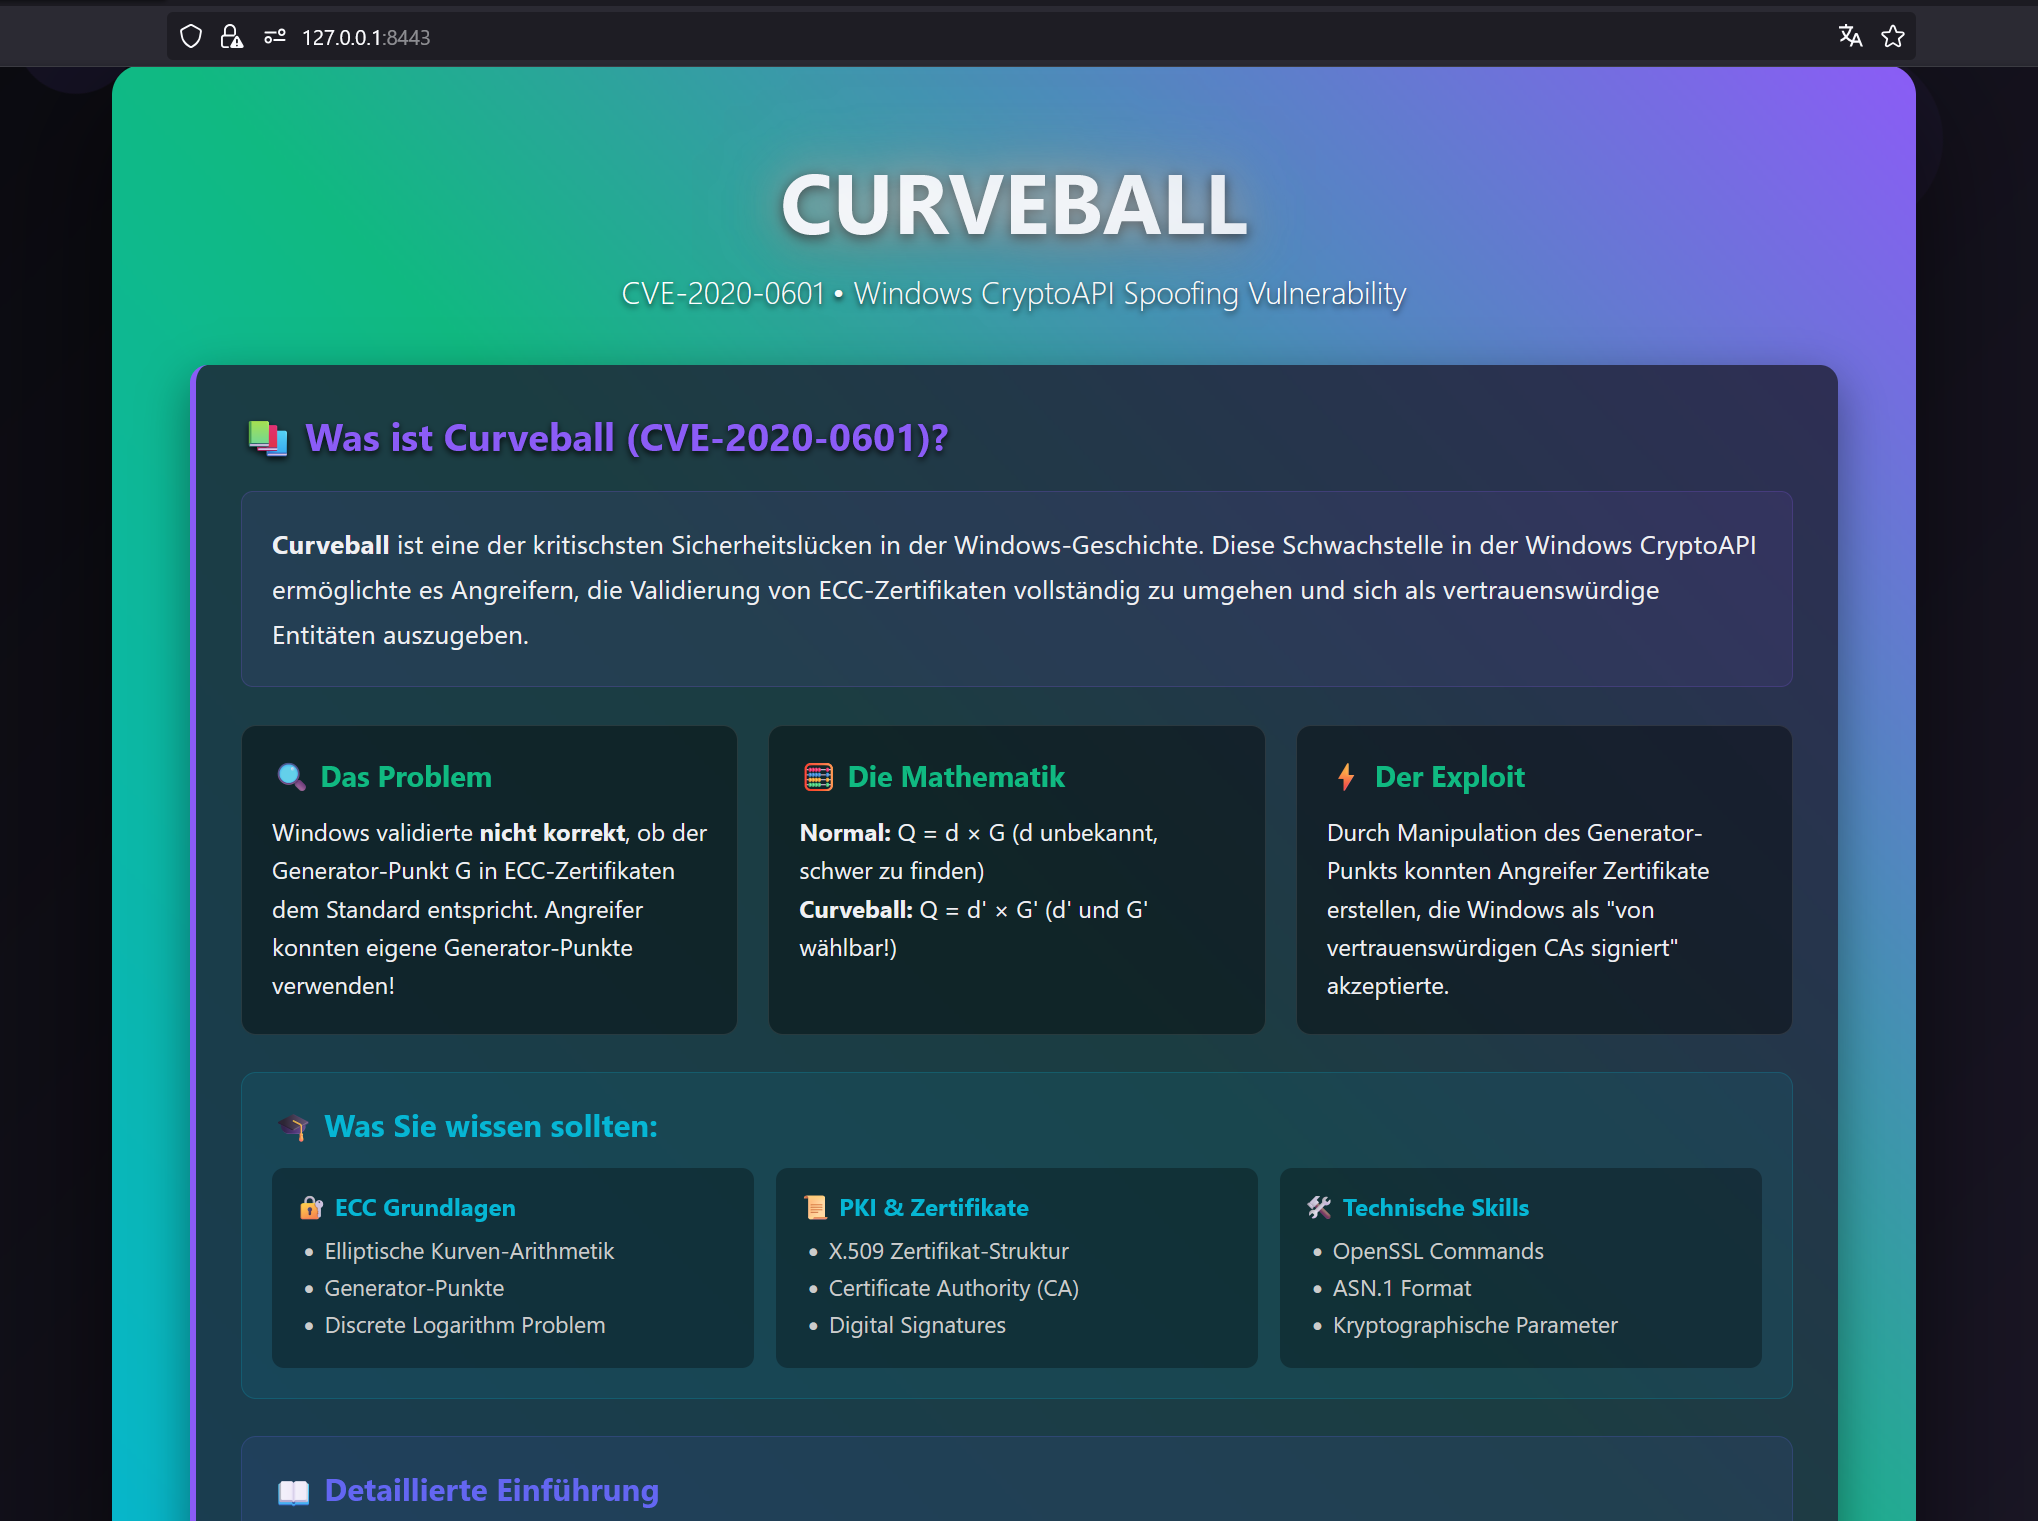 127.0.0.1:8443
CURVEBALL
CVE-2020-0601 • Windows CryptoAPI Spoofing Vulnerability
Was ist Curveball (CVE-2020-0601)?
Curveball ist eine der kritischsten Sicherheitslücken in der Windows-Geschichte. Diese Schwachstelle in der Windows CryptoAPI
ermöglichte es Angreifern, die Validierung von ECC-Zertifikaten vollständig zu umgehen und sich als vertrauenswürdige
Entitäten auszugeben.
Das Problem
Windows validierte nicht korrekt, ob der
Generator-Punkt G in ECC-Zertifikaten
dem Standard entspricht. Angreifer
konnten eigene Generator-Punkte
verwenden!
Die Mathematik
Normal: Q = d × G (d unbekannt,
schwer zu finden)
Curveball: Q = d' × G' (d' und G'
wählbar!)
Der Exploit
Durch Manipulation des Generator-
Punkts konnten Angreifer Zertifikate
erstellen, die Windows als "von
vertrauenswürdigen CAs signiert"
akzeptierte.
Was Sie wissen sollten:
ECC Grundlagen
• Elliptische Kurven-Arithmetik
• Generator-Punkte
• Discrete Logarithm Problem
PKI & Zertifikate
• X.509 Zertifikat-Struktur
• Certificate Authority (CA)
• Digital Signatures
Technische Skills
• OpenSSL Commands
• ASN.1 Format
• Kryptographische Parameter
Detaillierte Einführung